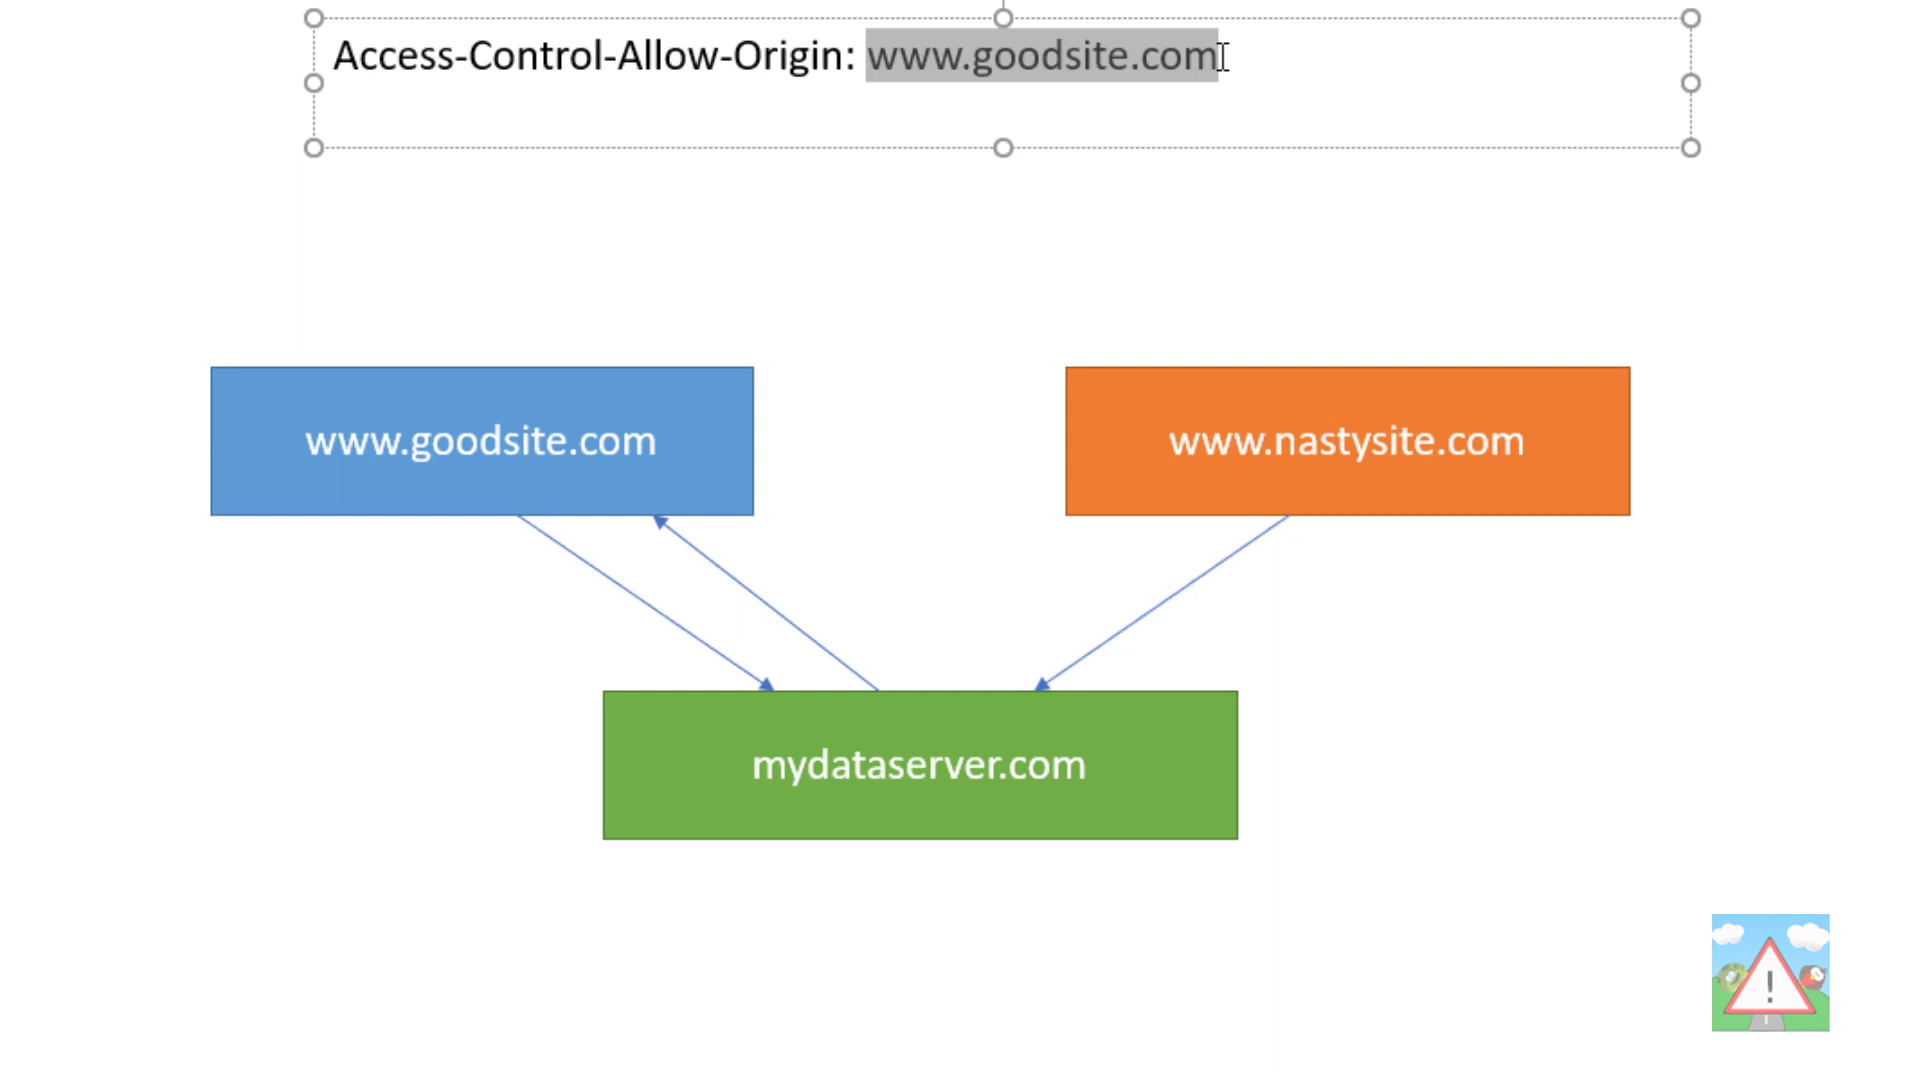 Access-Control-Allow-Origin: www.goodsite.com
www.goodsite.com
www.nastysite.com
mydataserver.com
!